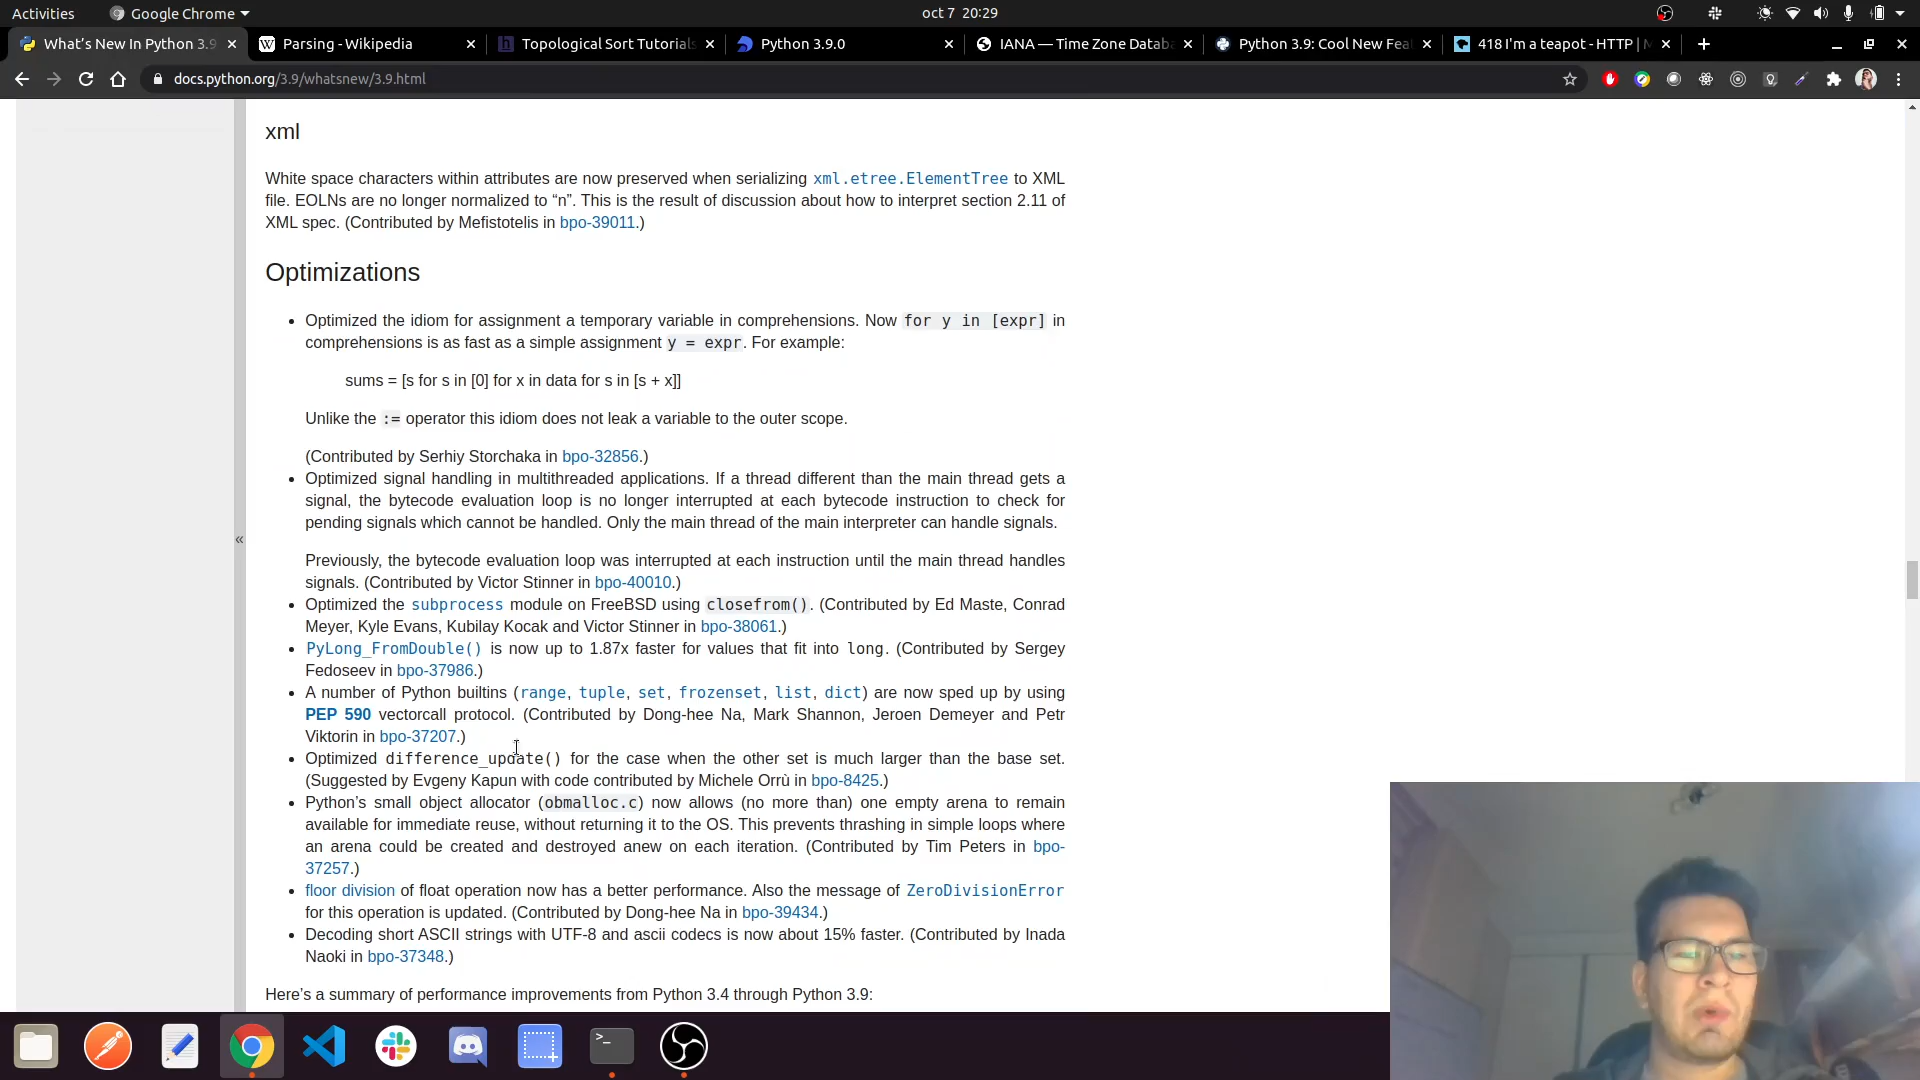 Activities
Google Chrome
oct 7 20:29
What's New In Python 3.9
Parsing - Wikipedia
Topological Sort Tutorials
Python 3.9.0
IANA — Time Zone Databa
Python 3.9: Cool New Fea
418 I'm a teapot - HTTP | M
docs.python.org/3.9/whatsnew/3.9.html
xml
White space characters within attributes are now preserved when serializing xml.etree.ElementTree to XML
file. EOLNs are no longer normalized to “n”. This is the result of discussion about how to interpret section 2.11 of
XML spec. (Contributed by Mefistotelis in bpo-39011.)
Optimizations
• Optimized the idiom for assignment a temporary variable in comprehensions. Now for y in [expr] in
comprehensions is as fast as a simple assignment y = expr. For example:
sums = [s for s in [0] for x in data for s in [s + x]]
Unlike the := operator this idiom does not leak a variable to the outer scope.
(Contributed by Serhiy Storchaka in bpo-32856.)
• Optimized signal handling in multithreaded applications. If a thread different than the main thread gets a
signal, the bytecode evaluation loop is no longer interrupted at each bytecode instruction to check for
pending signals which cannot be handled. Only the main thread of the main interpreter can handle signals.
«
Previously, the bytecode evaluation loop was interrupted at each instruction until the main thread handles
signals. (Contributed by Victor Stinner in bpo-40010.)
• Optimized the subprocess module on FreeBSD using closefrom(). (Contributed by Ed Maste, Conrad
Meyer, Kyle Evans, Kubilay Kocak and Victor Stinner in bpo-38061.)
• PyLong_FromDouble() is now up to 1.87x faster for values that fit into long. (Contributed by Sergey
Fedoseev in bpo-37986.)
• A number of Python builtins (range, tuple, set, frozenset, list, dict) are now sped up by using
PEP 590 vectorcall protocol. (Contributed by Dong-hee Na, Mark Shannon, Jeroen Demeyer and Petr
Viktorin in bpo-37207.)
• Optimized difference_update() for the case when the other set is much larger than the base set.
(Suggested by Evgeny Kapun with code contributed by Michele Orrù in bpo-8425.)
• Python’s small object allocator (obmalloc.c) now allows (no more than) one empty arena to remain
available for immediate reuse, without returning it to the OS. This prevents thrashing in simple loops where
an arena could be created and destroyed anew on each iteration. (Contributed by Tim Peters in bpo-
37257.)
• floor division of float operation now has a better performance. Also the message of ZeroDivisionError
for this operation is updated. (Contributed by Dong-hee Na in bpo-39434.)
• Decoding short ASCII strings with UTF-8 and ascii codecs is now about 15% faster. (Contributed by Inada
Naoki in bpo-37348.)
Here’s a summary of performance improvements from Python 3.4 through Python 3.9: